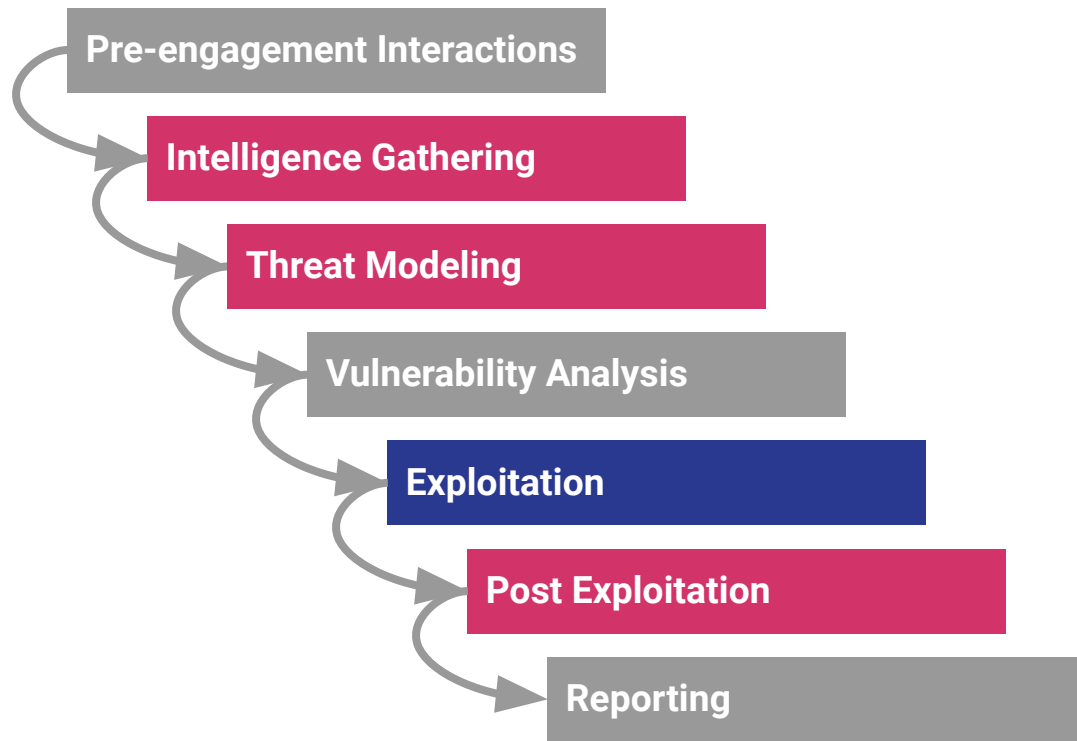 Pre-engagement Interactions
Intelligence Gathering
Threat Modeling
Vulnerability Analysis
Exploitation
Post Exploitation
Reporting